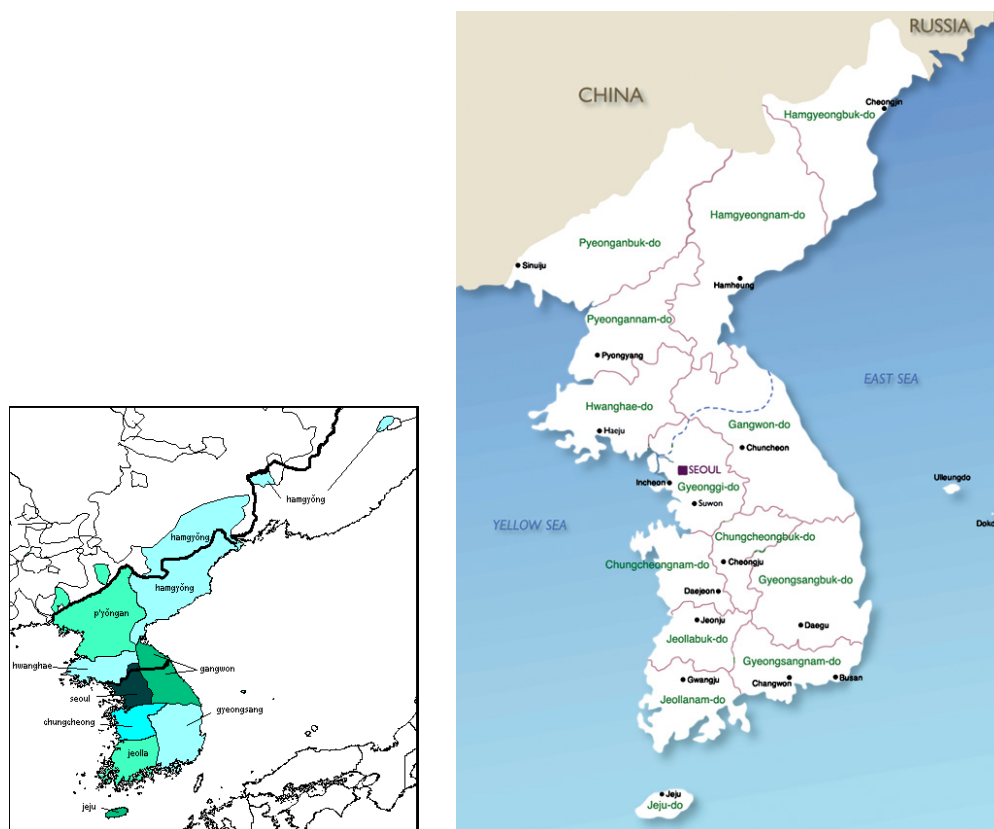 hamgyŏng
hamgyŏng
hamgyŏng
p'yŏngan
hwanghae
gangwon
seoul
gyeongsang
chungcheong
jeolla
jeju
RUSSIA
CHINA
Cheongjin
Hamgyeongbuk-do
Hamgyeongnam-do
Pyeonganbuk-do
Sinuiju
Hamheung
Pyeongannam-do
Pyongyang
EAST SEA
Hwanghae-do
Gangwon-do
Haeju
Chuncheon
SEOUL
Ulleungdo
Incheon
Gyeonggi-do
Suwon
YELLOW SEA
Dokd
Chungcheongbuk-do
Chungcheongnam-do
Cheongju
Gyeongsangbuk-do
Daejeon
Jeonju
Daegu
Jeollabuk-do
Gyeongsangnam-do
Gwangju
Changwon
Busan
Jeollanam-do
Jeju
Jeju-do